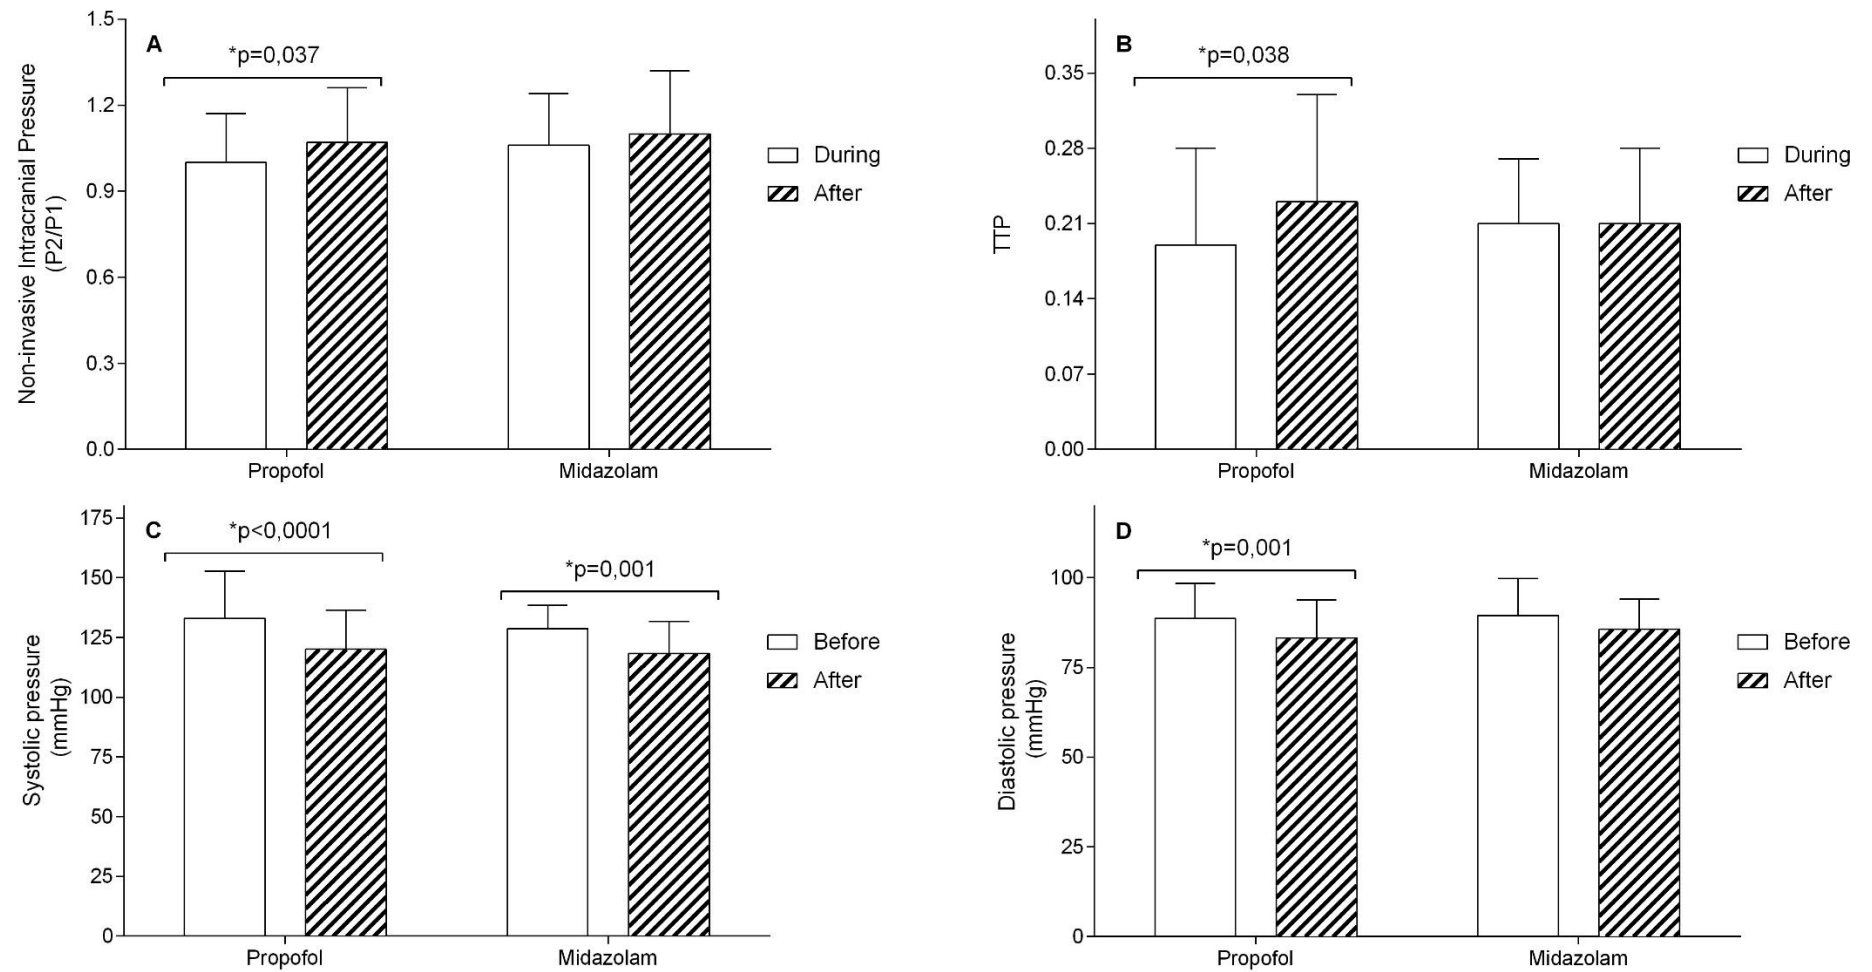 A
*p=0,037
1.5
1.2
0.9
0.6
0.3
0.0
Non-invasive Intracranial Pressure
(P2/P1)
Propofol
Midazolam
During
After
B
*p=0,038
0.35
0.28
0.21
0.14
0.07
0.00
TTP
Propofol
Midazolam
During
After
C
*p<0,0001
*p=0,001
175
150
125
100
75
50
25
0
Systolic pressure
(mmHg)
Propofol
Midazolam
Before
After
D
*p=0,001
100
75
50
25
0
Diastolic pressure
(mmHg)
Propofol
Midazolam
Before
After